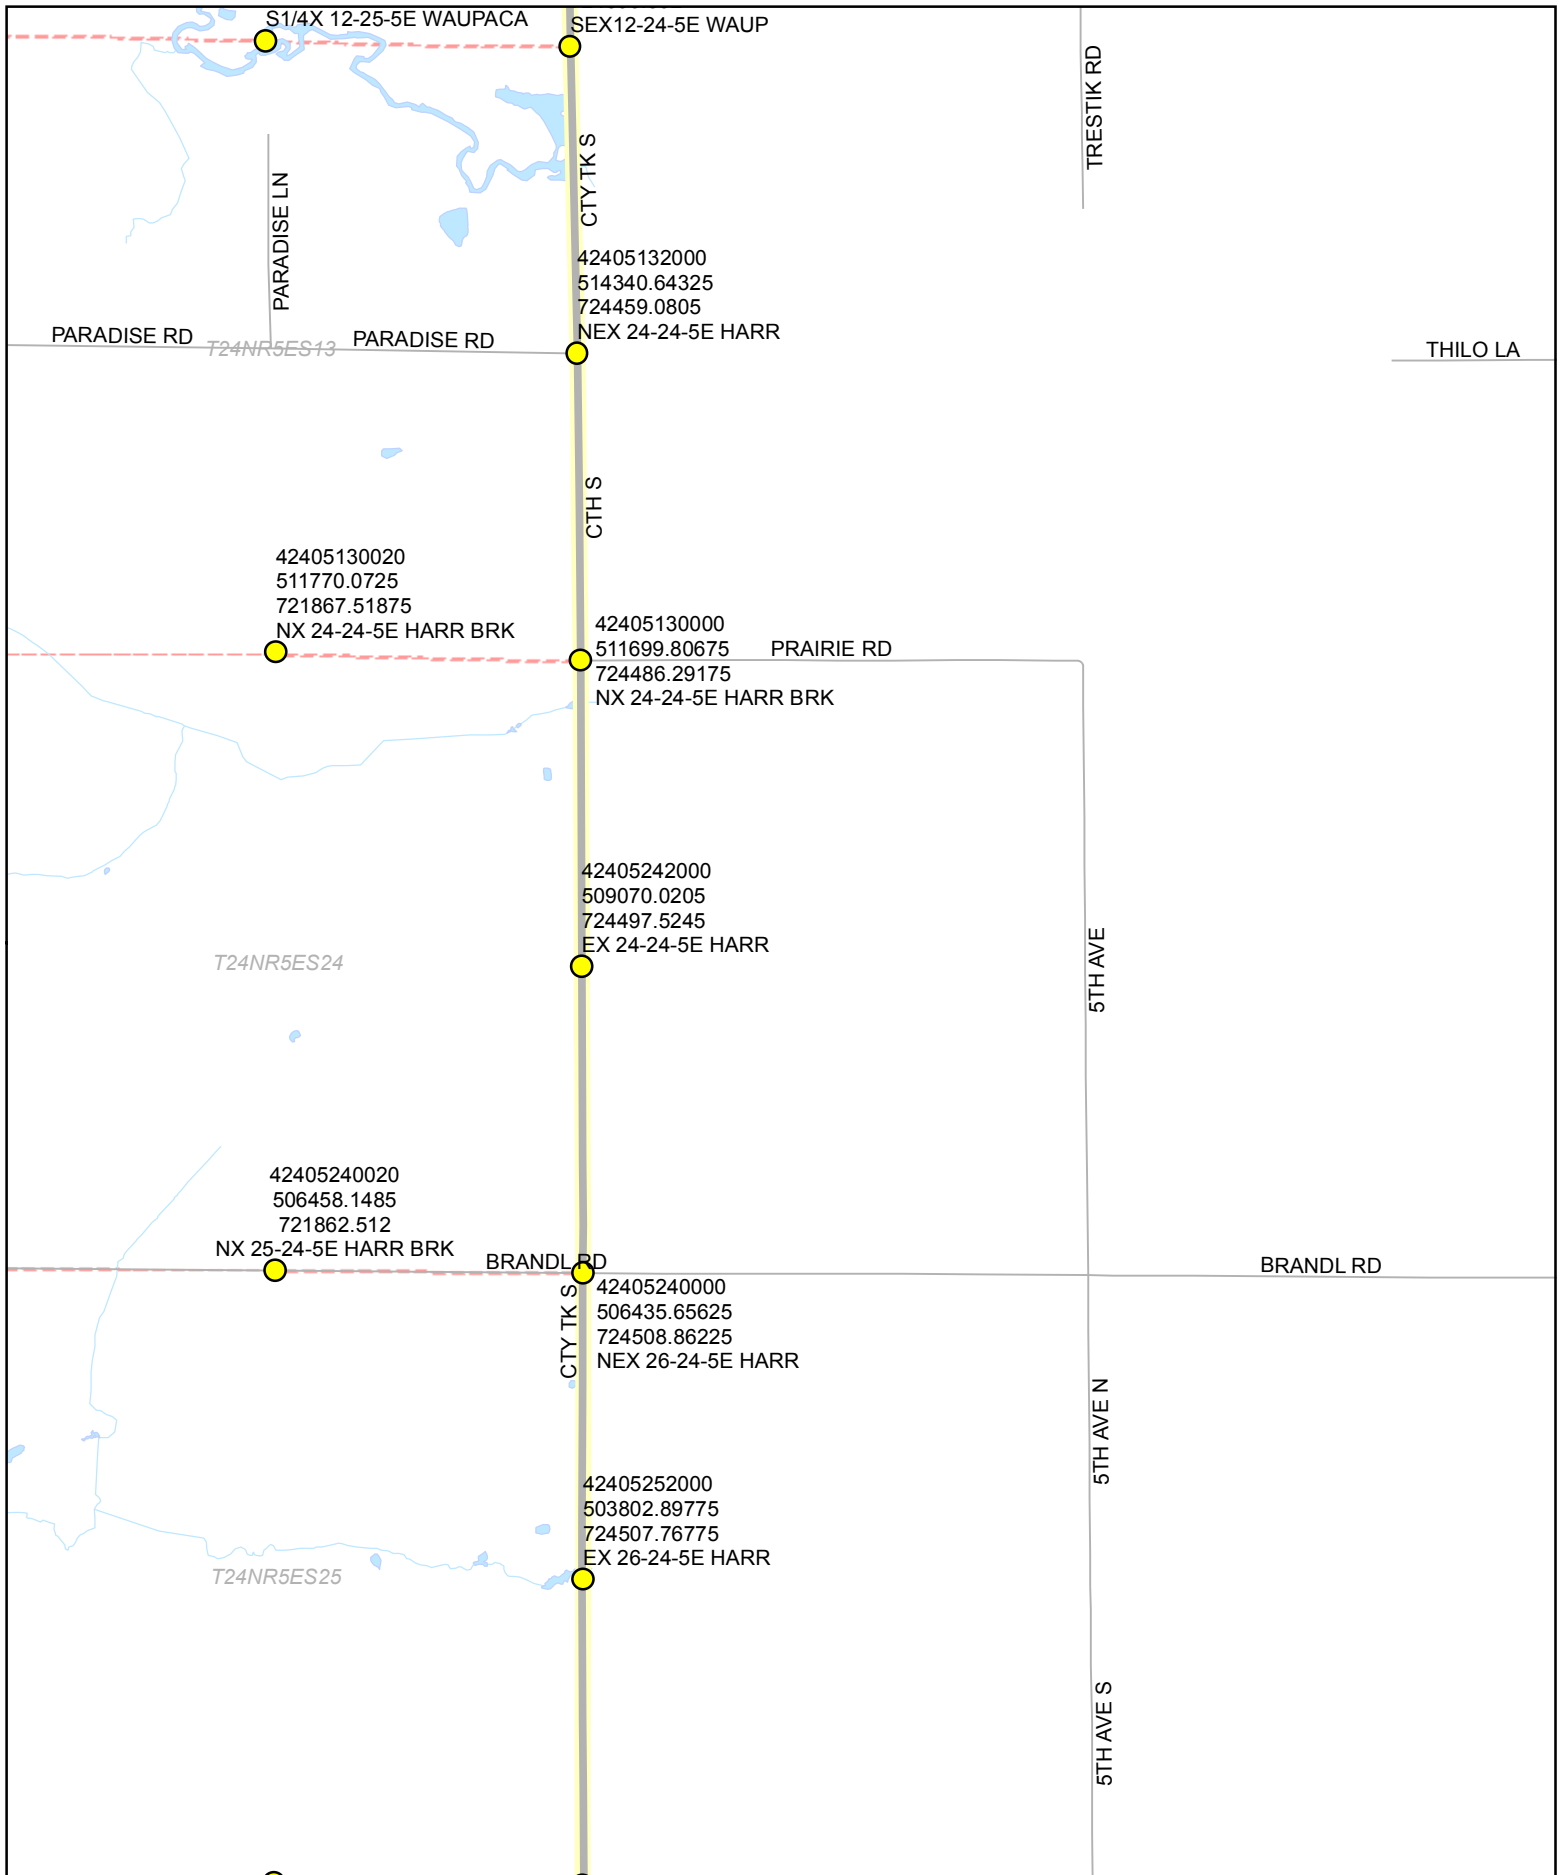 S1/4X 12-25-5E WAUPACA
SEX12-24-5E WAUP
TRESTIK RD
CTY TK S
PARADISE LN
42405132000
514340.64325
724459.0805
NEX 24-24-5E HARR
PARADISE RD
T24NR5ES13
PARADISE RD
THILO LA
CTH S
42405130020
511770.0725
721867.51875
NX 24-24-5E HARR BRK
42405130000
511699.80675
PRAIRIE RD
724486.29175
NX 24-24-5E HARR BRK
42405242000
509070.0205
724497.5245
EX 24-24-5E HARR
T24NR5ES24
5TH AVE
42405240020
506458.1485
721862.512
NX 25-24-5E HARR BRK
BRANDL RD
BRANDL RD
42405240000
506435.65625
724508.86225
NEX 26-24-5E HARR
CTY TK S
5TH AVE N
42405252000
503802.89775
724507.76775
EX 26-24-5E HARR
T24NR5ES25
5TH AVE S